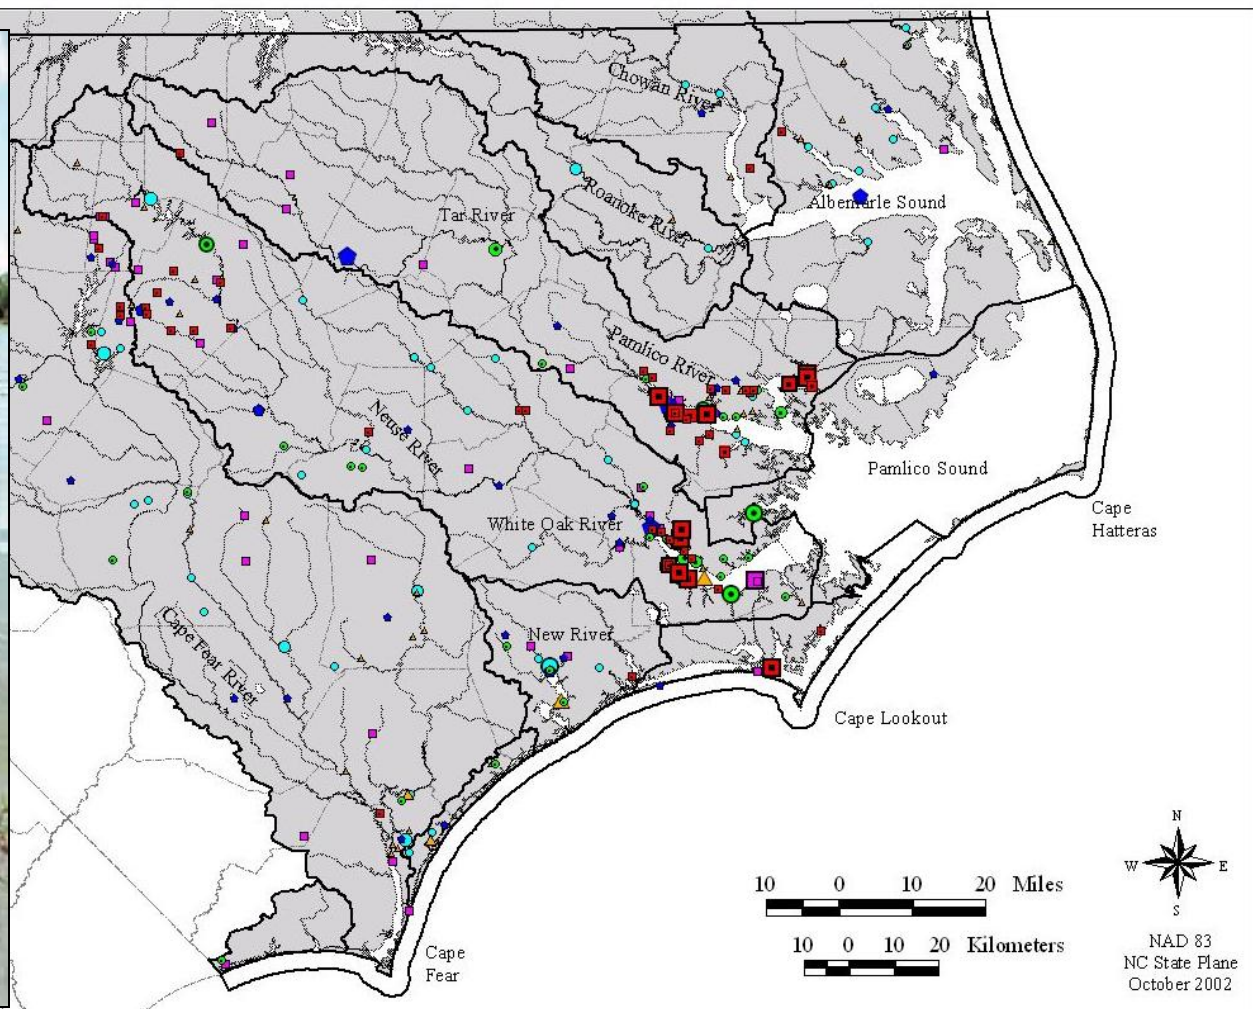 Chowan River
Albemarle Sound
Roanoke River
Tar River
Pamlico River
Neuse River
Pamlico Sound
Cape
Hatteras
White Oak River
New River
Cape Fear River
Cape Lookout
N
W E
S
10 0 10 20 Miles
10 0 10 20 Kilometers
NAD 83
NC State Plane
October 2002
Cape
Fear